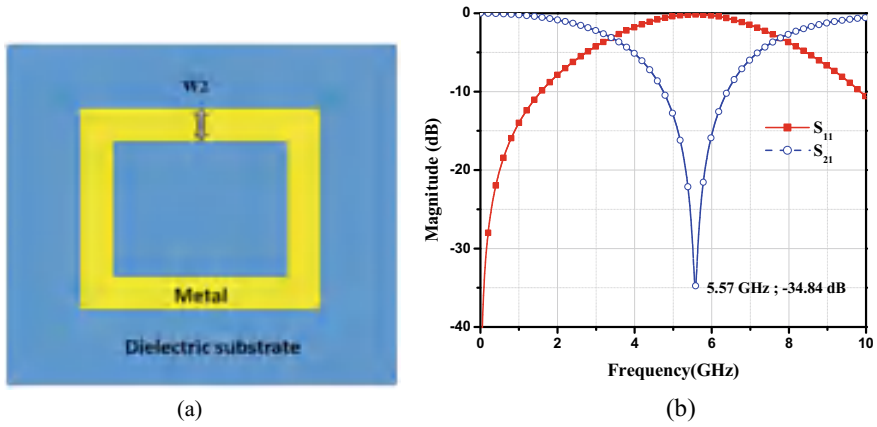 W2
Metal
Dielectric substrate
(a)
0
-10
-20
-30
-40
Magnitude (dB)
S11
S21
5.57 GHz ; -34.84 dB
0 2 4 6 8 10
Frequency(GHz)
(b)